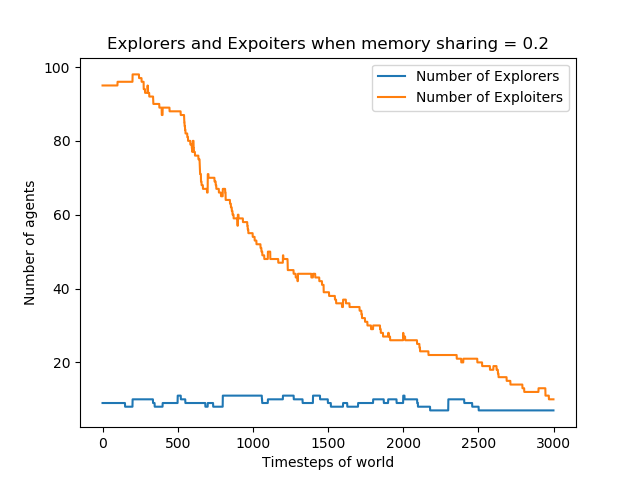 Explorers and Expoiters when memory sharing = 0.2
Number of Explorers
Number of Exploiters
100
80
60
40
20
Number of agents
0 500 1000 1500 2000 2500 3000
Timesteps of world